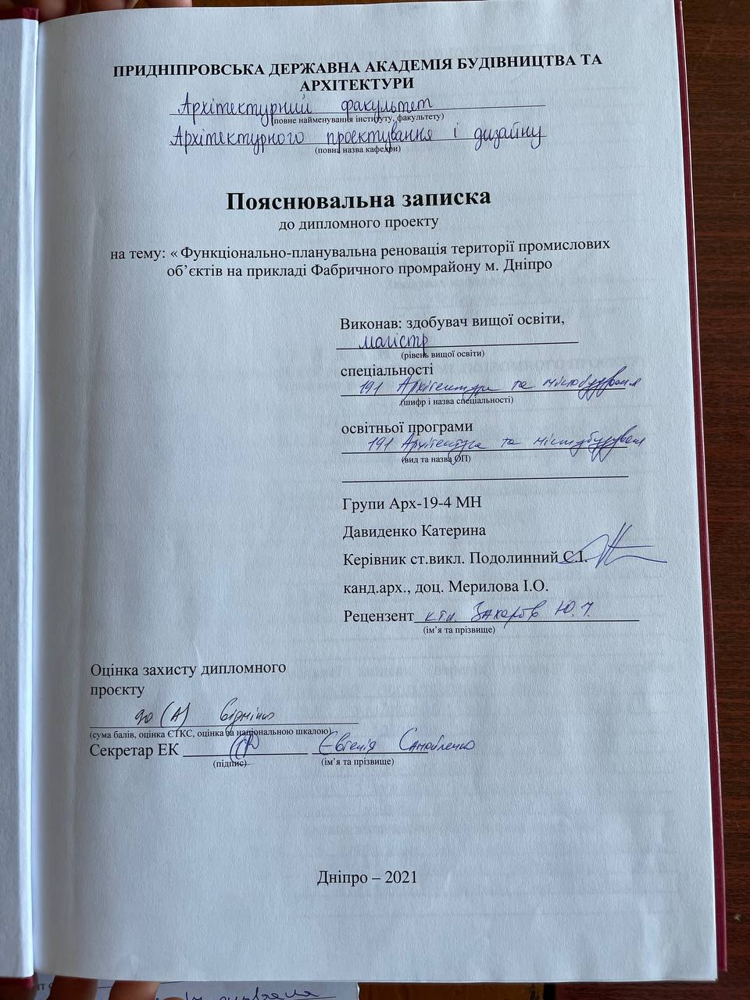 ПРИДНІПРОВСЬКА ДЕРЖАВНА АКАДЕМІЯ БУДІВНИЦТВА ТА
АРХІТЕКТУРИ
Архітектурний факультет
(повне найменування інституту, факультету)
Архітектурного проектування і дизайну
(повна назва кафедри)
Пояснювальна записка
до дипломного проекту
на тему: « Функціонально-планувальна реновація території промислових
об’єктів на прикладі Фабричного промрайону м. Дніпро
Виконав: здобувач вищої освіти,
магістр
(рівень вищої освіти)
спеціальності
191 Архітектура та містобудування
(шифр і назва спеціальності)
освітньої програми
191 Архітектура та містобудування
(вид та назва ОП)
Групи Арх-19-4 МН
Давиденко Катерина
Керівник ст.викл. Подолинний С.І.
канд.арх., доц. Мерилова І.О.
Рецензент ктн. Захаров Ю.І.
(ім’я та прізвище)
Оцінка захисту дипломного
проєкту
90 (А) Відмінно
(сума балів, оцінка ЄТКС, оцінка за національною шкалою)
Секретар ЕК Євгенія Самойленко
(підпис) (ім’я та прізвище)
Дніпро – 2021